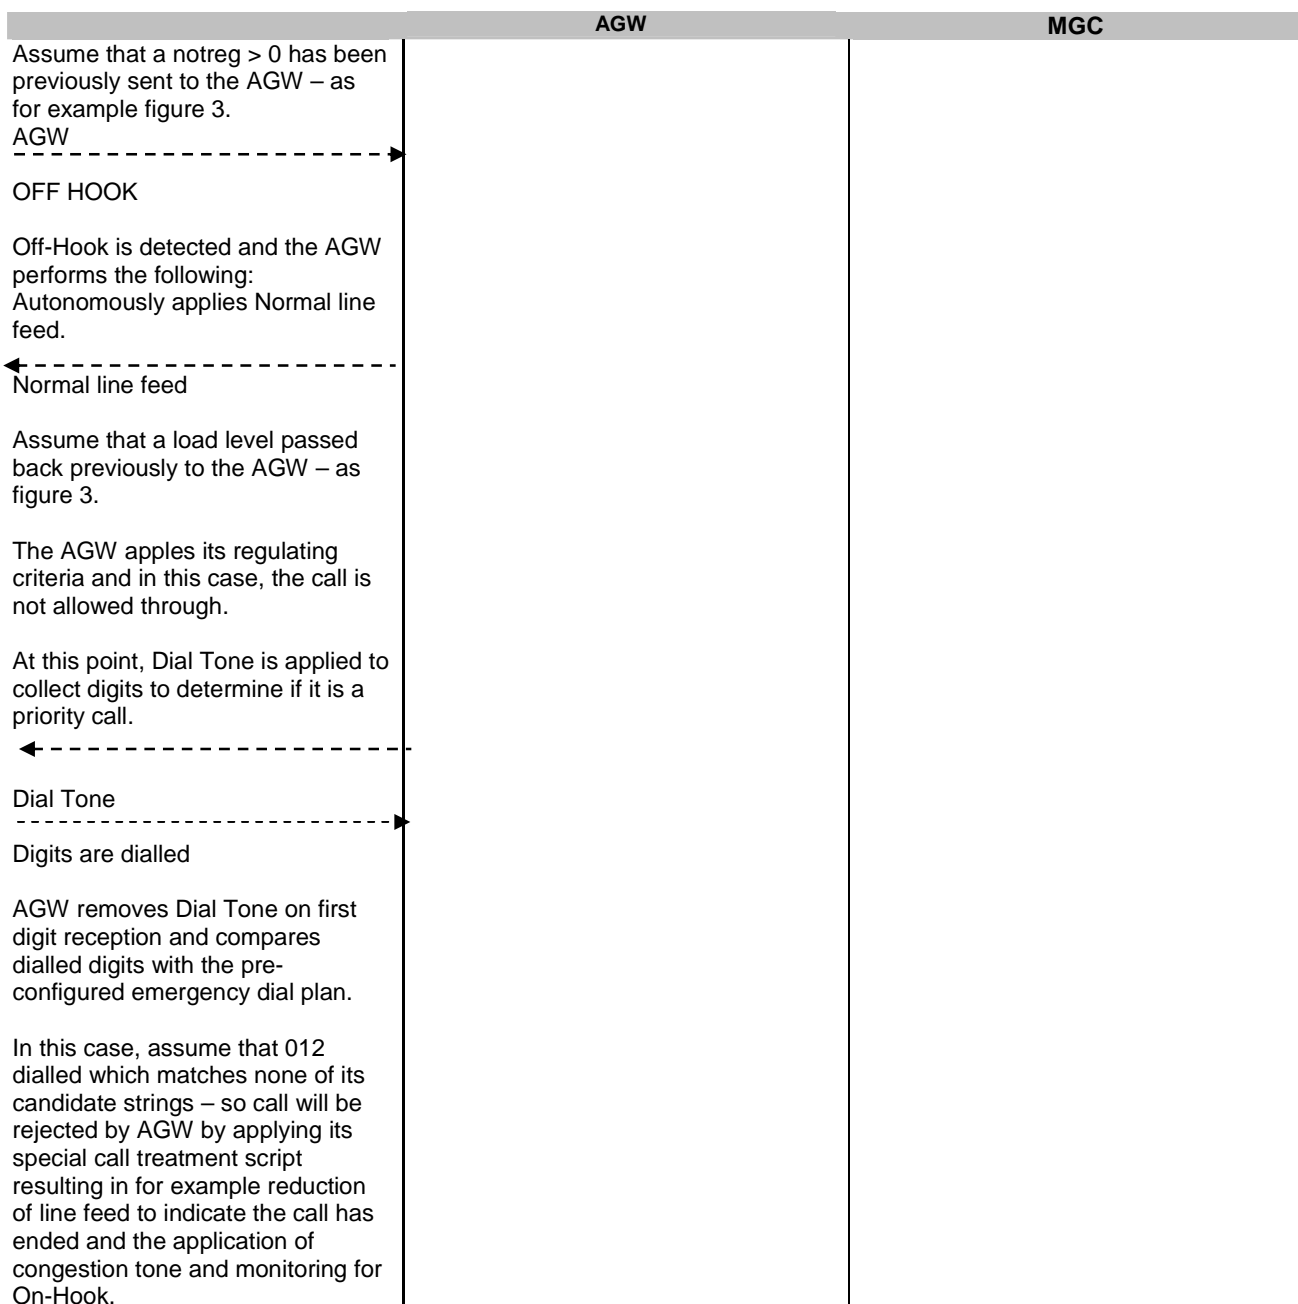 AGW MGC
Assume that a notreg > 0 has been
previously sent to the AGW – as
for example figure 3.
AGW
OFF HOOK
Off-Hook is detected and the AGW
performs the following:
Autonomously applies Normal line
feed.
Normal line feed
Assume that a load level passed
back previously to the AGW – as
figure 3.
The AGW apples its regulating
criteria and in this case, the call is
not allowed through.
At this point, Dial Tone is applied to
collect digits to determine if it is a
priority call.
Dial Tone
Digits are dialled
AGW removes Dial Tone on first
digit reception and compares
dialled digits with the pre-
configured emergency dial plan.
In this case, assume that 012
dialled which matches none of its
candidate strings – so call will be
rejected by AGW by applying its
special call treatment script
resulting in for example reduction
of line feed to indicate the call has
ended and the application of
congestion tone and monitoring for
On-Hook.